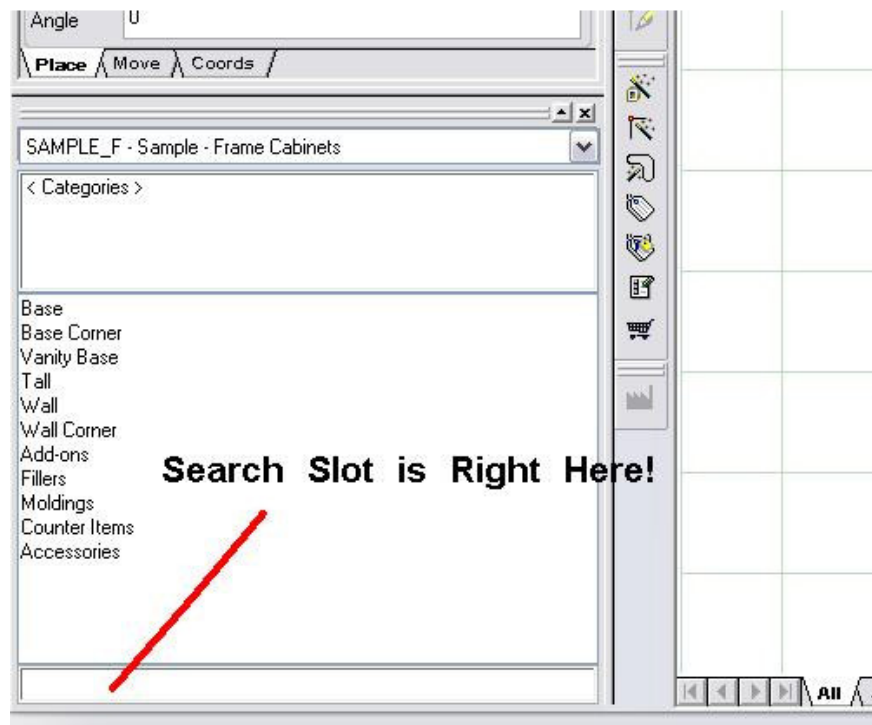 Angle 0
Place Move Coords
SAMPLE_F - Sample - Frame Cabinets
< Categories >
Base
Base Corner
Vanity Base
Tall
Wall
Wall Corner
Add-ons
Fillers
Moldings
Counter Items
Accessories
Search Slot is Right Here!
All